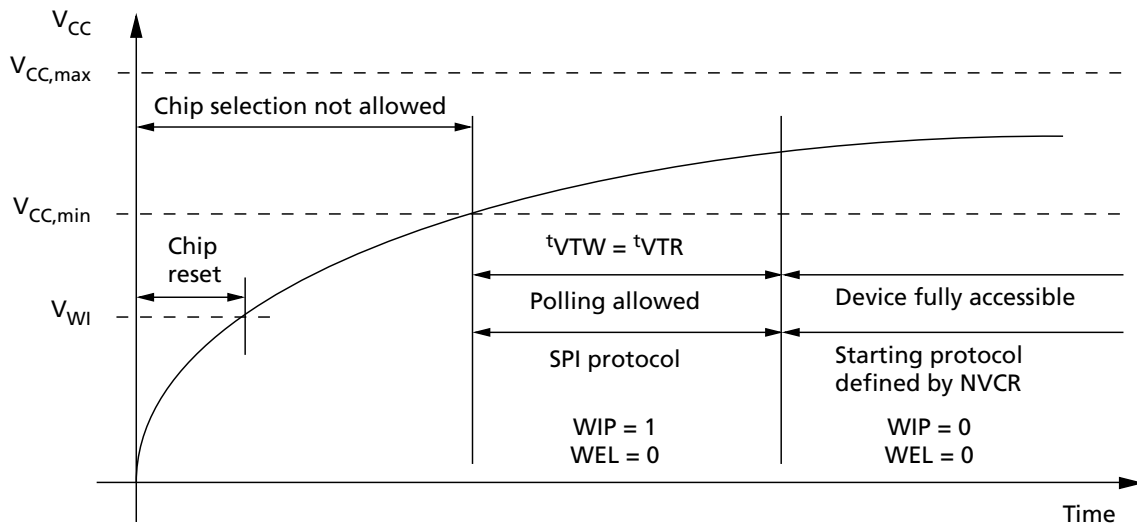 VCC
VCC,max
Chip selection not allowed
VCC,min
Chip
reset
tVTW = tVTR
VWI
Polling allowed
Device fully accessible
SPI protocol
Starting protocol
defined by NVCR
WIP = 1
WEL = 0
WIP = 0
WEL = 0
Time